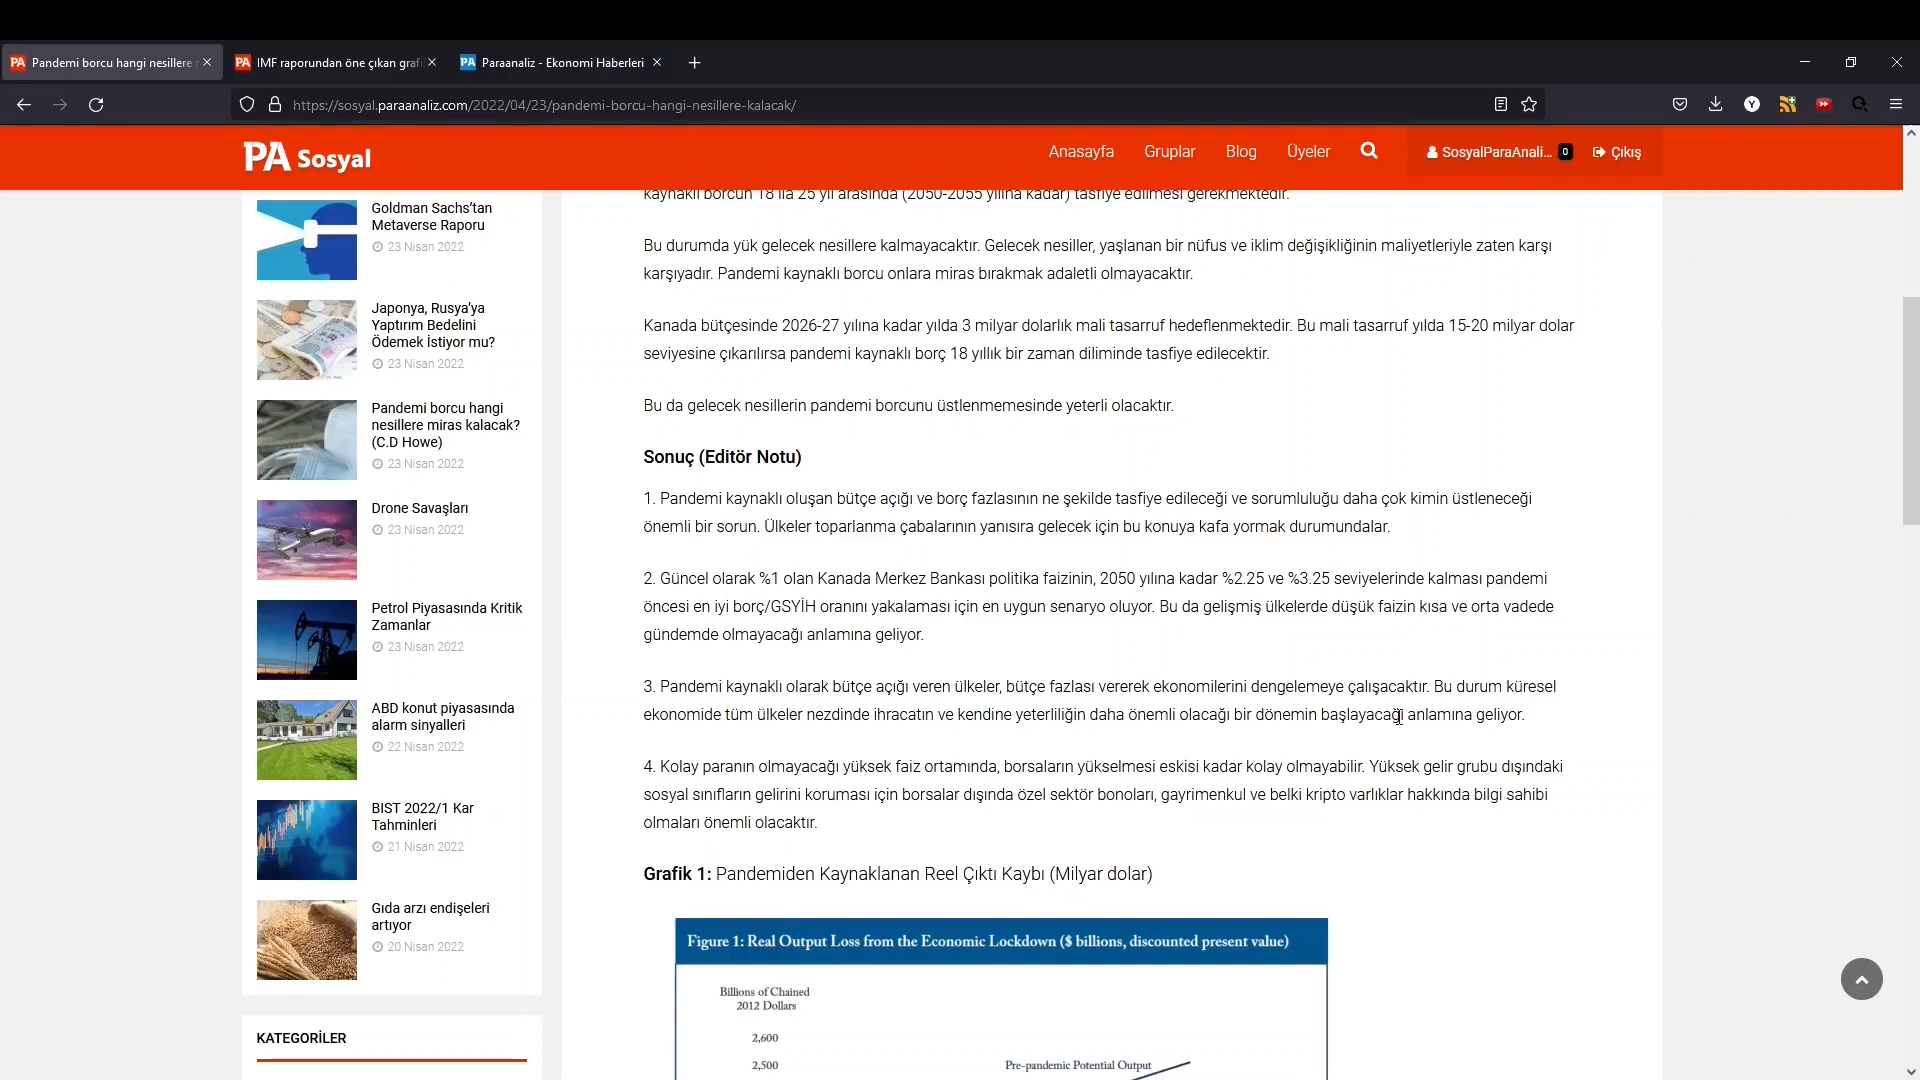 Pandemi borcu hangi nesillere
IMF raporundan öne çıkan grafi
Paraanaliz - Ekonomi Haberleri
https://sosyal.paraanaliz.com/2022/04/23/pandemi-borcu-hangi-nesillere-kalacak/
PA Sosyal
Anasayfa
Gruplar
Blog
Üyeler
SosyalParaAnali... 0
Çıkış
Goldman Sachs’tan
Metaverse Raporu
23 Nisan 2022
Japonya, Rusya’ya
Yaptırım Bedelini
Ödemek İstiyor mu?
23 Nisan 2022
Pandemi borcu hangi
nesillere miras kalacak?
(C.D Howe)
23 Nisan 2022
Drone Savaşları
23 Nisan 2022
Petrol Piyasasında Kritik
Zamanlar
23 Nisan 2022
ABD konut piyasasında
alarm sinyalleri
22 Nisan 2022
BIST 2022/1 Kar
Tahminleri
21 Nisan 2022
Gıda arzı endişeleri
artıyor
20 Nisan 2022
KATEGORİLER
kaynaklı borcun 18 ila 25 yıl arasında (2050-2055 yılına kadar) tasfiye edilmesi gerekmektedir.
Bu durumda yük gelecek nesillere kalmayacaktır. Gelecek nesiller, yaşlanan bir nüfus ve iklim değişikliğinin maliyetleriyle zaten karşı
karşıyadır. Pandemi kaynaklı borcu onlara miras bırakmak adaletli olmayacaktır.
Kanada bütçesinde 2026-27 yılına kadar yılda 3 milyar dolarlık mali tasarruf hedeflenmektedir. Bu mali tasarruf yılda 15-20 milyar dolar
seviyesine çıkarılırsa pandemi kaynaklı borç 18 yıllık bir zaman diliminde tasfiye edilecektir.
Bu da gelecek nesillerin pandemi borcunu üstlenmemesinde yeterli olacaktır.
Sonuç (Editör Notu)
1. Pandemi kaynaklı oluşan bütçe açığı ve borç fazlasının ne şekilde tasfiye edileceği ve sorumluluğu daha çok kimin üstleneceği
önemli bir sorun. Ülkeler toparlanma çabalarının yanısıra gelecek için bu konuya kafa yormak durumundalar.
2. Güncel olarak %1 olan Kanada Merkez Bankası politika faizinin, 2050 yılına kadar %2.25 ve %3.25 seviyelerinde kalması pandemi
öncesi en iyi borç/GSYİH oranını yakalaması için en uygun senaryo oluyor. Bu da gelişmiş ülkelerde düşük faizin kısa ve orta vadede
gündemde olmayacağı anlamına geliyor.
3. Pandemi kaynaklı olarak bütçe açığı veren ülkeler, bütçe fazlası vererek ekonomilerini dengelemeye çalışacaktır. Bu durum küresel
ekonomide tüm ülkeler nezdinde ihracatın ve kendine yeterliliğin daha önemli olacağı bir dönemin başlayacağı anlamına geliyor.
4. Kolay paranın olmayacağı yüksek faiz ortamında, borsaların yükselmesi eskisi kadar kolay olmayabilir. Yüksek gelir grubu dışındaki
sosyal sınıfların gelirini koruması için borsalar dışında özel sektör bonoları, gayrimenkul ve belki kripto varlıklar hakkında bilgi sahibi
olmaları önemli olacaktır.
Grafik 1: Pandemiden Kaynaklanan Reel Çıktı Kaybı (Milyar dolar)
Figure 1: Real Output Loss from the Economic Lockdown ($ billions, discounted present value)
Billions of Chained
2012 Dollars
2,600
2,500
Pre-pandemic Potential Output